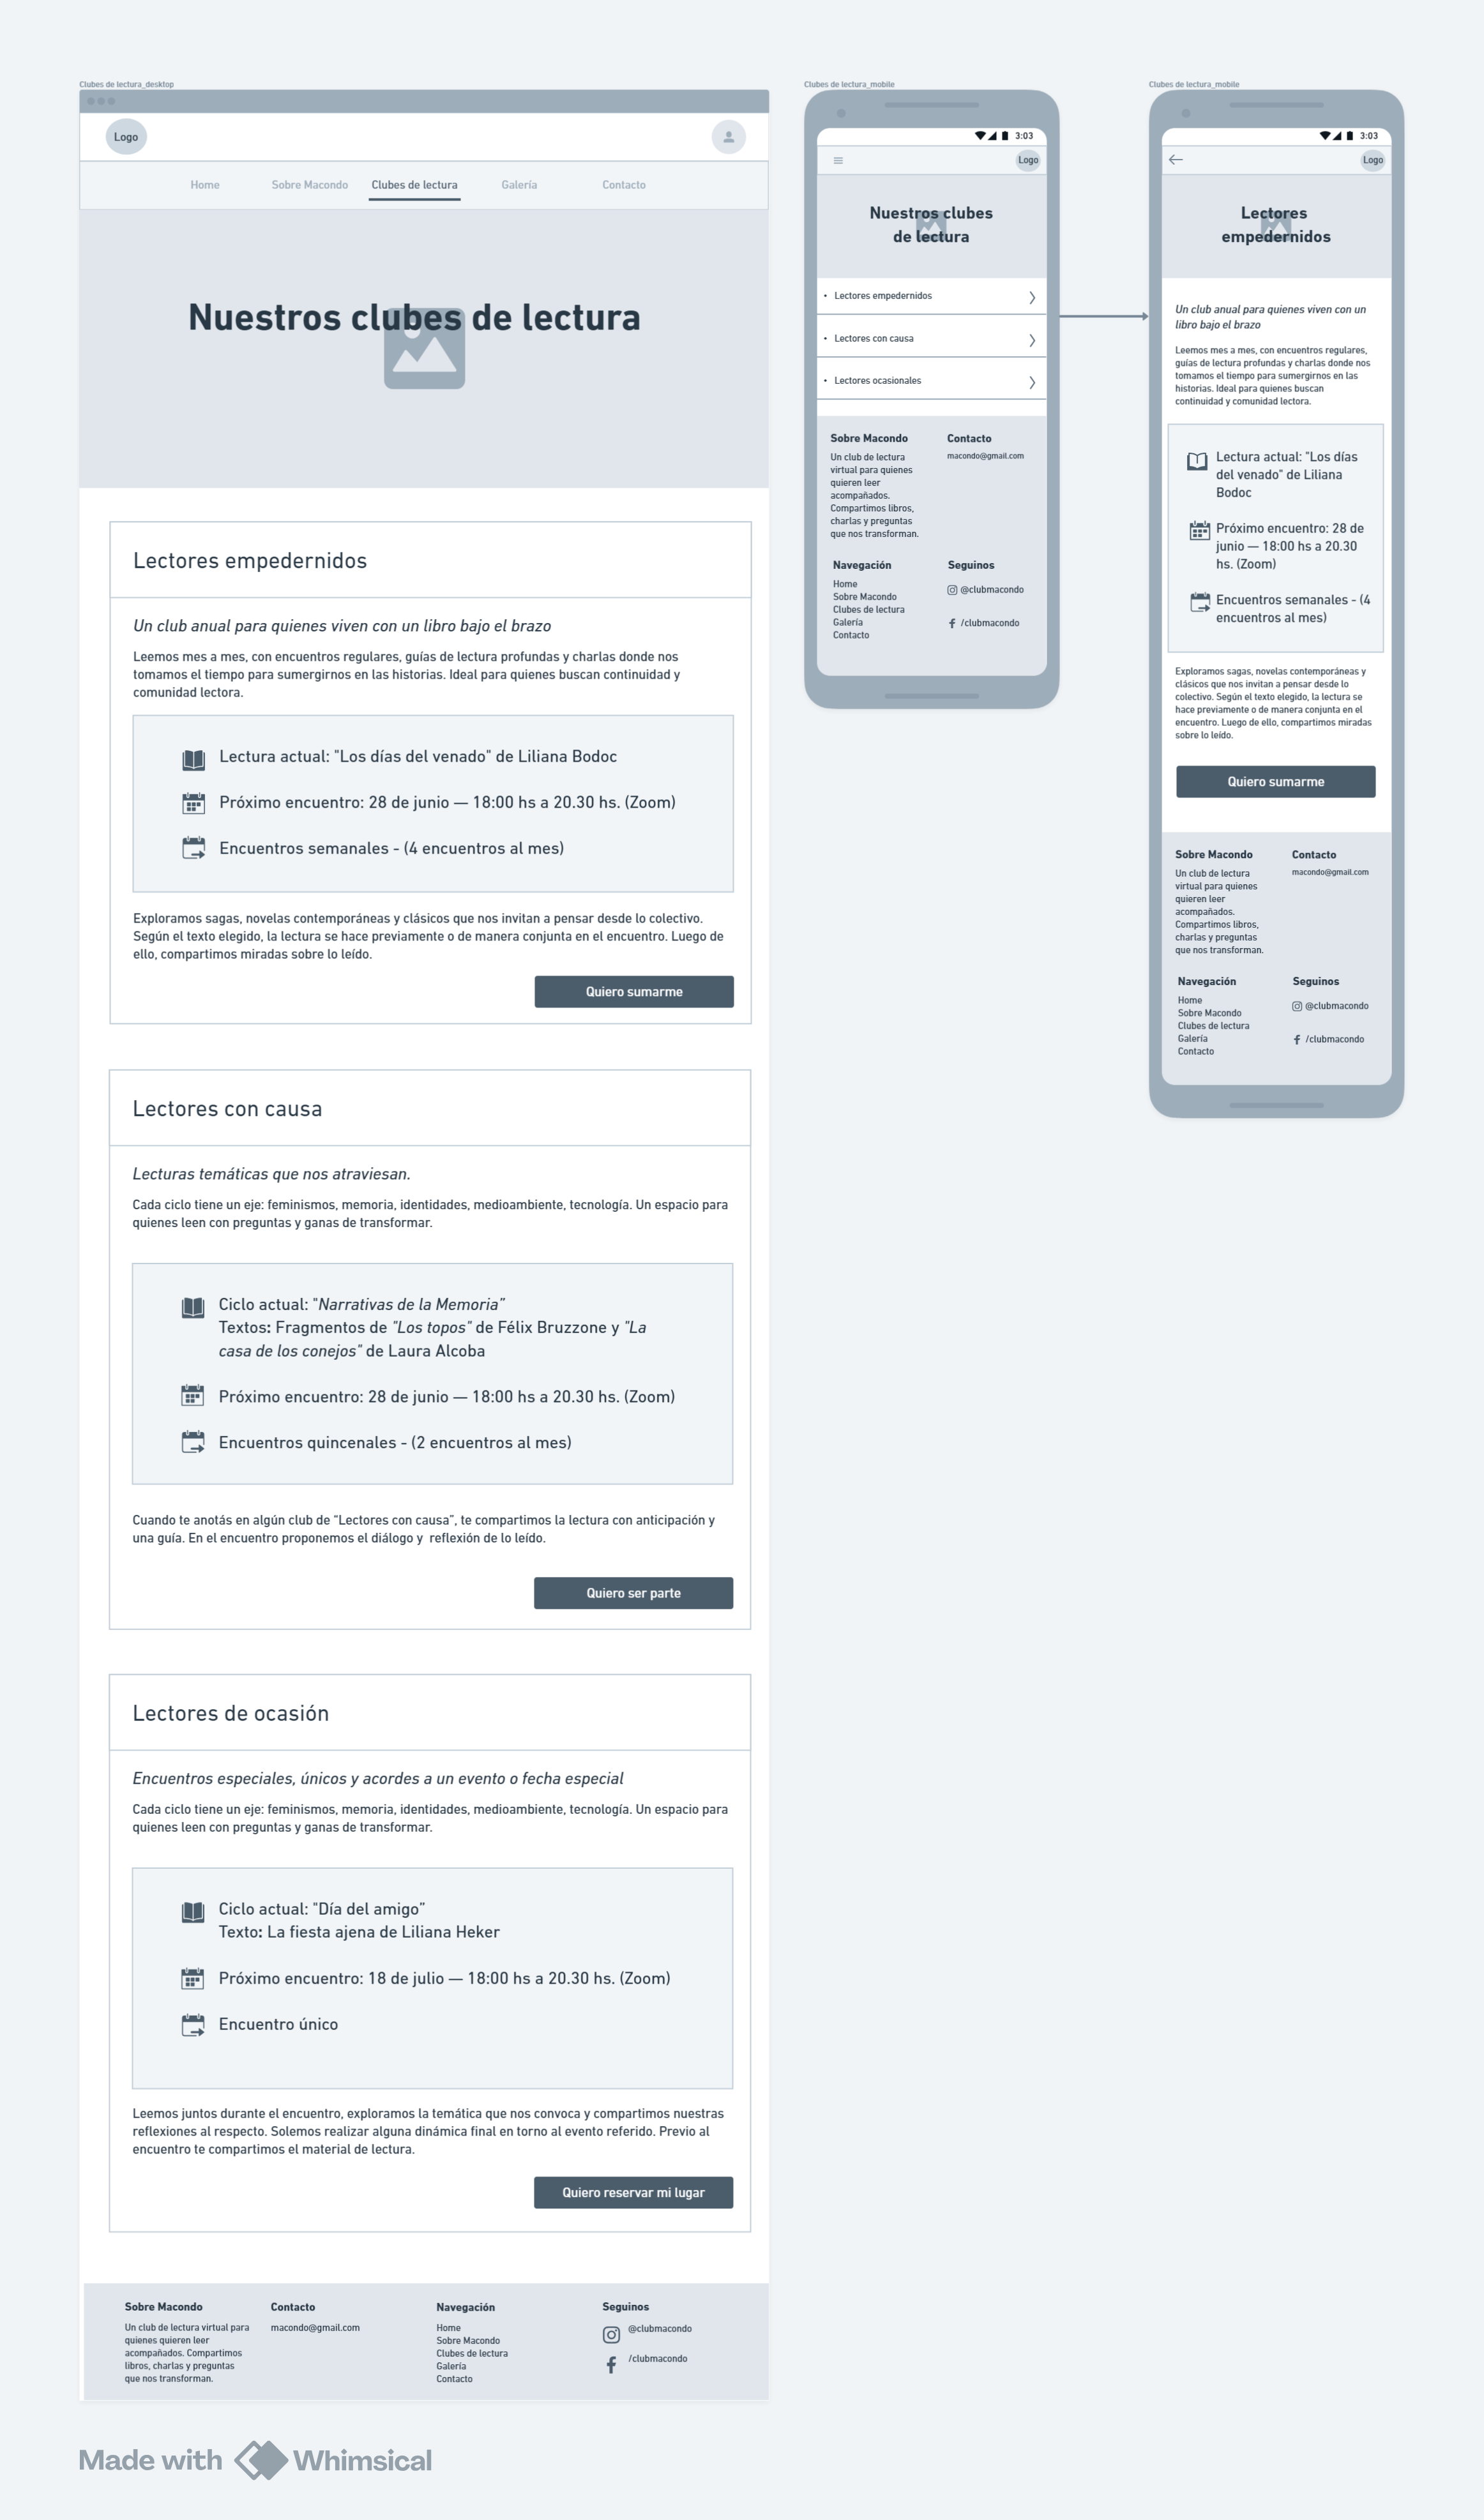 Clubes de lectura_desktop
Logo
Home Sobre Macondo Clubes de lectura Galería Contacto
Nuestros clubes de lectura
Lectores empedernidos
Un club anual para quienes viven con un libro bajo el brazo
Leemos mes a mes, con encuentros regulares, guías de lectura profundas y charlas donde nos
tomamos el tiempo para sumergirnos en las historias. Ideal para quienes buscan continuidad y
comunidad lectora.
Lectura actual: "Los días del venado" de Liliana Bodoc
Próximo encuentro: 28 de junio — 18:00 hs a 20.30 hs. (Zoom)
Encuentros semanales - (4 encuentros al mes)
Exploramos sagas, novelas contemporáneas y clásicos que nos invitan a pensar desde lo colectivo.
Según el texto elegido, la lectura se hace previamente o de manera conjunta en el encuentro. Luego de
ello, compartimos miradas sobre lo leído.
Quiero sumarme
Lectores con causa
Lecturas temáticas que nos atraviesan.
Cada ciclo tiene un eje: feminismos, memoria, identidades, medioambiente, tecnología. Un espacio para
quienes leen con preguntas y ganas de transformar.
Ciclo actual: "Narrativas de la Memoria”
Textos: Fragmentos de "Los topos" de Félix Bruzzone y "La
casa de los conejos" de Laura Alcoba
Próximo encuentro: 28 de junio — 18:00 hs a 20.30 hs. (Zoom)
Encuentros quincenales - (2 encuentros al mes)
Cuando te anotás en algún club de “Lectores con causa”, te compartimos la lectura con anticipación y
una guía. En el encuentro proponemos el diálogo y  reflexión de lo leído.
Quiero ser parte
Lectores de ocasión
Encuentros especiales, únicos y acordes a un evento o fecha especial
Cada ciclo tiene un eje: feminismos, memoria, identidades, medioambiente, tecnología. Un espacio para
quienes leen con preguntas y ganas de transformar.
Ciclo actual: "Día del amigo”
Texto: La fiesta ajena de Liliana Heker
Próximo encuentro: 18 de julio — 18:00 hs a 20.30 hs. (Zoom)
Encuentro único
Leemos juntos durante el encuentro, exploramos la temática que nos convoca y compartimos nuestras
reflexiones al respecto. Solemos realizar alguna dinámica final en torno al evento referido. Previo al
encuentro te compartimos el material de lectura.
Quiero reservar mi lugar
Sobre Macondo
Un club de lectura virtual para
quienes quieren leer
acompañados. Compartimos
libros, charlas y preguntas
que nos transforman.
Contacto
macondo@gmail.com
Navegación
Home
Sobre Macondo
Clubes de lectura
Galería
Contacto
Seguinos
@clubmacondo
/clubmacondo
Clubes de lectura_mobile
3:03
Logo
Nuestros clubes
de lectura
• Lectores empedernidos
• Lectores con causa
• Lectores ocasionales
Sobre Macondo
Un club de lectura
virtual para quienes
quieren leer
acompañados.
Compartimos libros,
charlas y preguntas
que nos transforman.
Contacto
macondo@gmail.com
Navegación
Home
Sobre Macondo
Clubes de lectura
Galería
Contacto
Seguinos
@clubmacondo
/clubmacondo
Clubes de lectura_mobile
3:03
Logo
Lectores
empedernidos
Un club anual para quienes viven con un
libro bajo el brazo
Leemos mes a mes, con encuentros regulares,
guías de lectura profundas y charlas donde nos
tomamos el tiempo para sumergirnos en las
historias. Ideal para quienes buscan
continuidad y comunidad lectora.
Lectura actual: "Los días
del venado" de Liliana
Bodoc
Próximo encuentro: 28 de
junio — 18:00 hs a 20.30
hs. (Zoom)
Encuentros semanales - (4
encuentros al mes)
Exploramos sagas, novelas contemporáneas y
clásicos que nos invitan a pensar desde lo
colectivo. Según el texto elegido, la lectura se
hace previamente o de manera conjunta en el
encuentro. Luego de ello, compartimos miradas
sobre lo leído.
Quiero sumarme
Sobre Macondo
Un club de lectura
virtual para quienes
quieren leer
acompañados.
Compartimos libros,
charlas y preguntas
que nos transforman.
Contacto
macondo@gmail.com
Navegación
Home
Sobre Macondo
Clubes de lectura
Galería
Contacto
Seguinos
@clubmacondo
/clubmacondo
Made with Whimsical